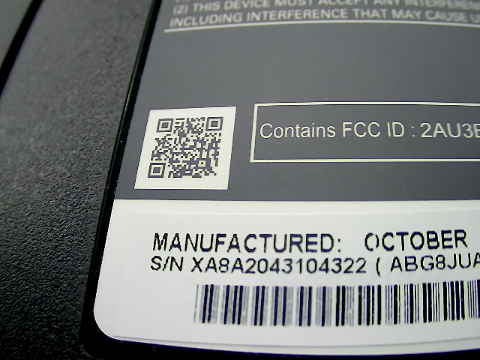 (2) THIS DEVICE MUST ACCEPT ANY INTERFERENCE
INCLUDING INTERFERENCE THAT MAY CAUSE
Contains FCC ID : 2AU3
MANUFACTURED: OCTOBER
S/N XA8A2043104322 ( ABG8JUA